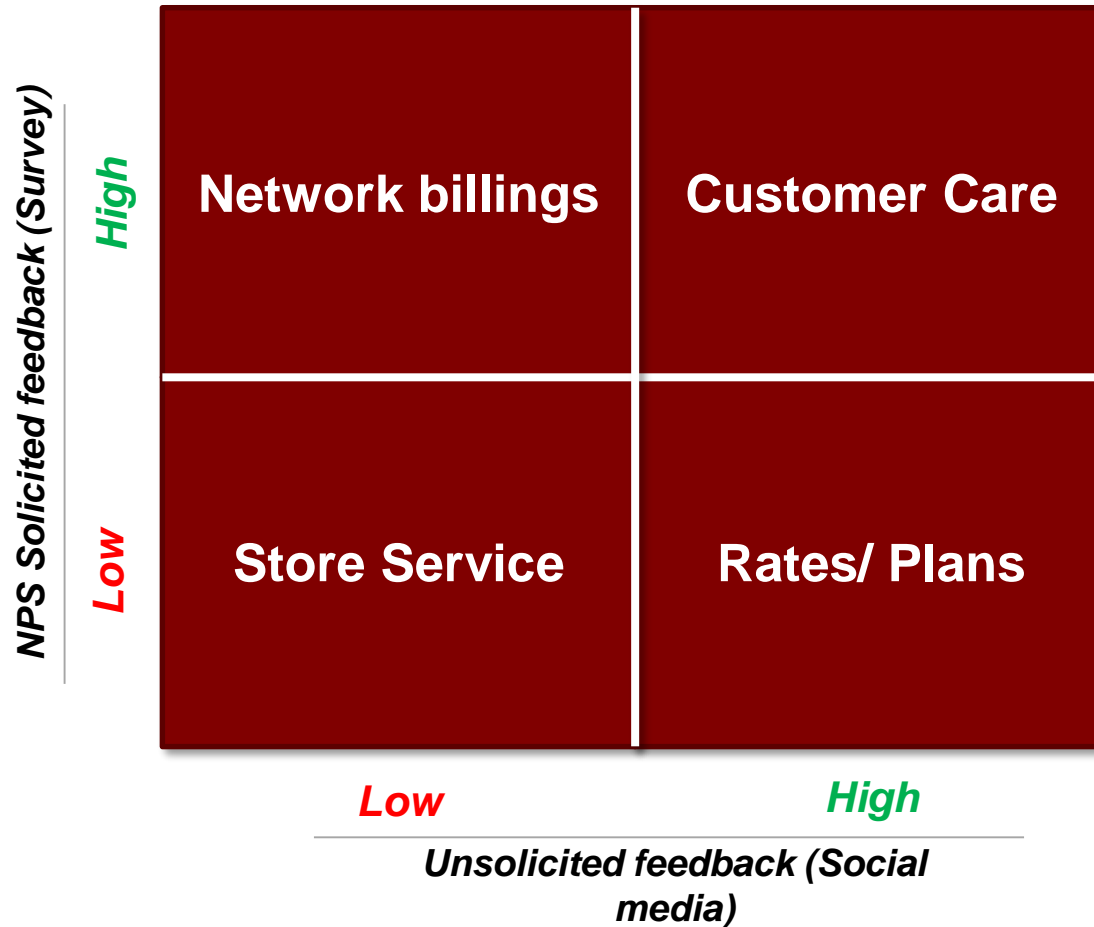 NPS Solicited feedback (Survey)
High
Low
Network billings
Customer Care
Store Service
Rates/ Plans
Low
High
Unsolicited feedback (Social
media)